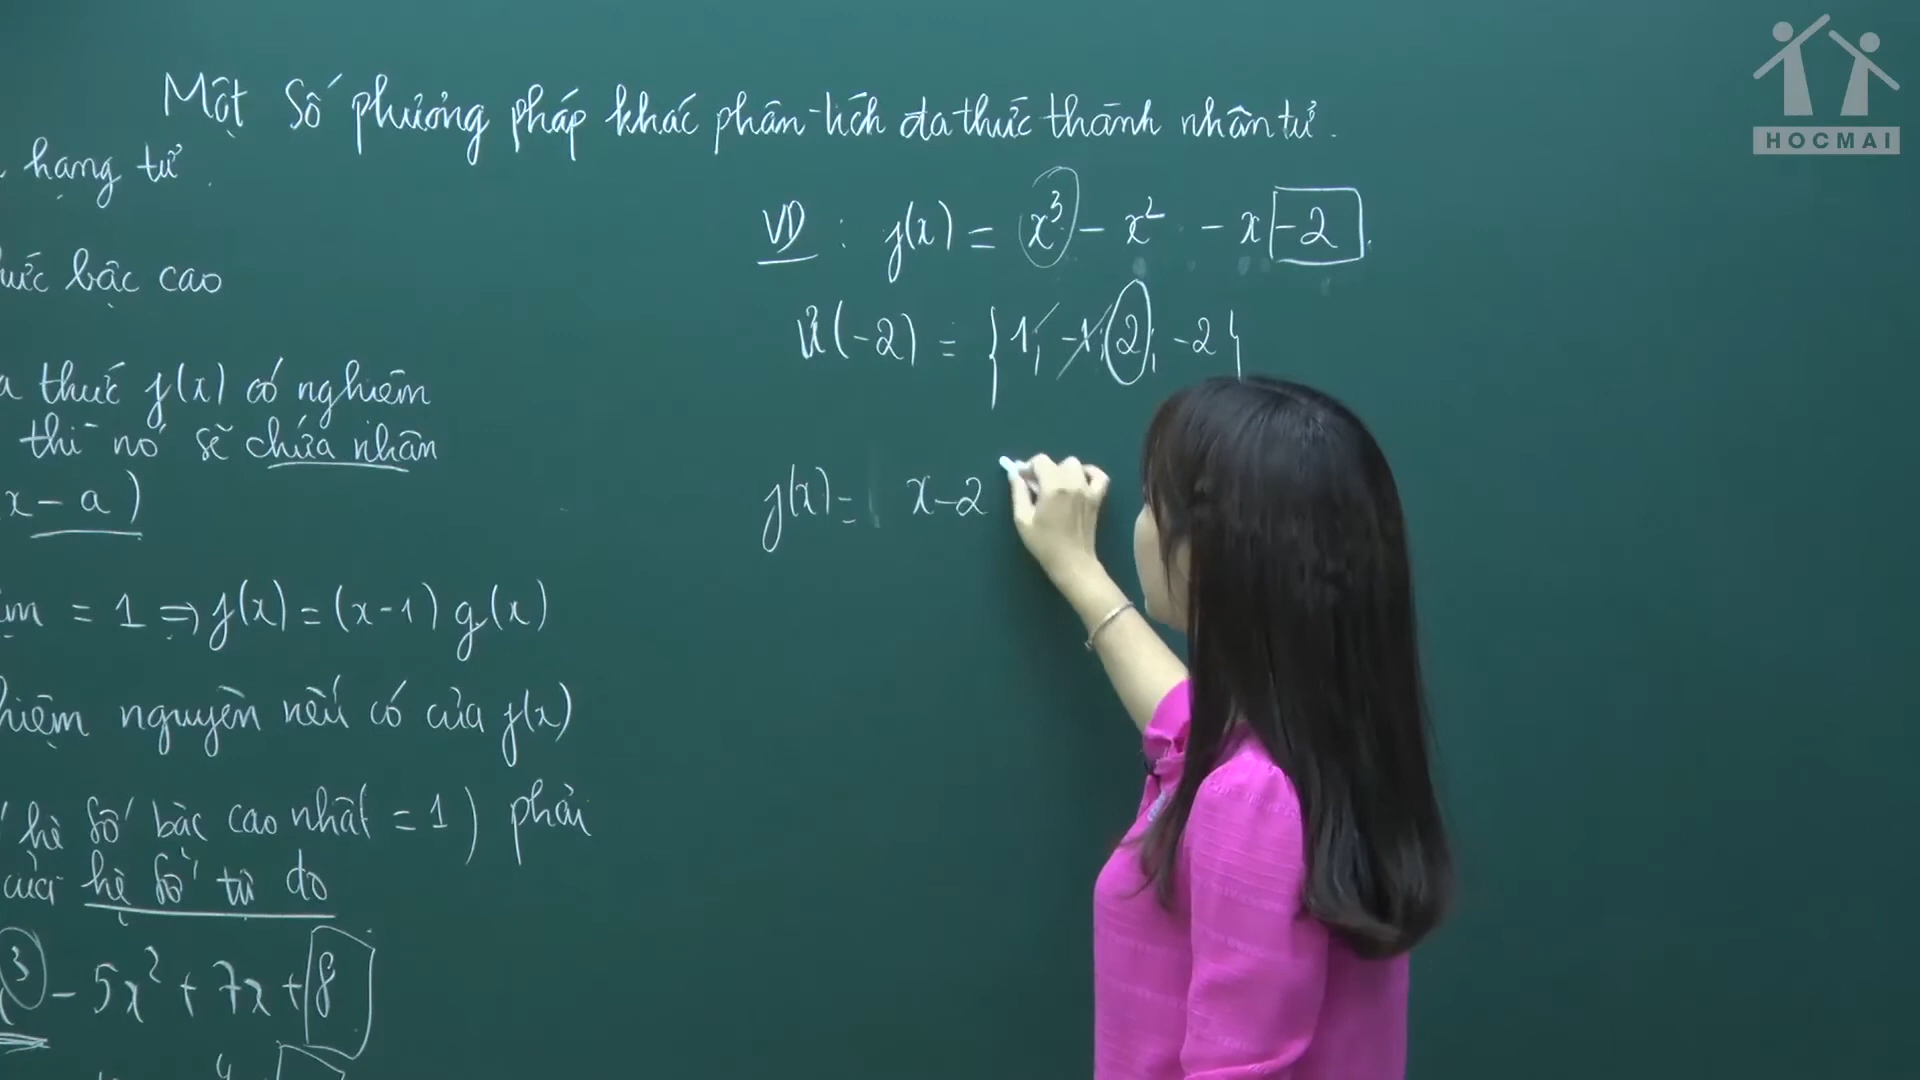 Một số phương pháp khác phân tích đa thức thành nhân tử.
hạng tử.
bậc cao
thức f(x) có nghiệm
thì nó sẽ chứa nhân
x - a)
= 1 ⇒ f(x) = (x-1) g(x)
nguyên nếu có của f(x)
hệ số bậc cao nhất = 1) phải
của hệ số tự do
3 - 5x² + 7x + 8
4
VD : f(x) = x³ - x² - x - 2.
Ư(-2) = {1; -1; 2; -2}
f(x) = x-2
HOCMAI